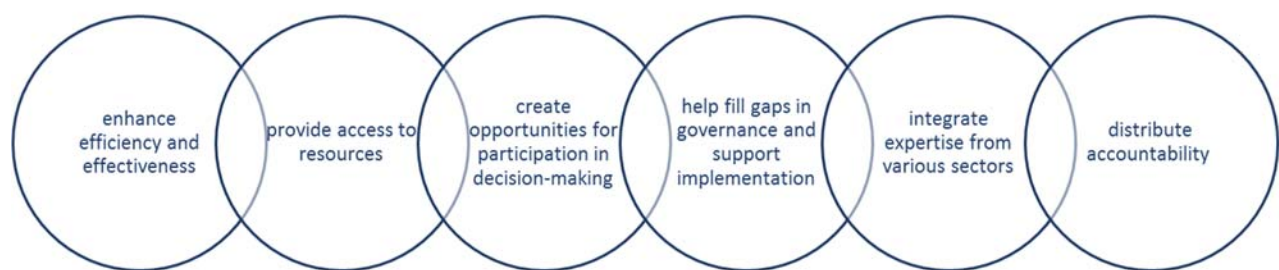 enhance
efficiency and
effectiveness
provide access to
resources
create
opportunities for
participation in
decision-making
help fill gaps in
governance and
support
implementation
integrate
expertise from
various sectors
distribute
accountability